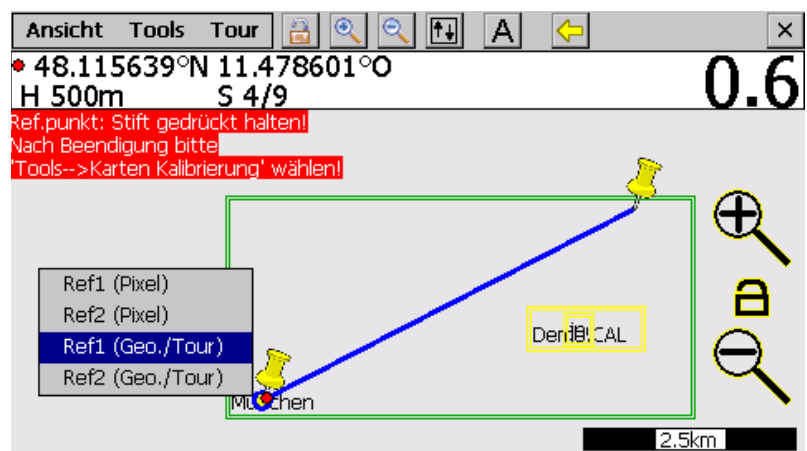 Ansicht Tools Tour A ×
48.115639°N 11.478601°O
H 500m S 4/9
0.6
Ref.punkt: Stift gedrückt halten!
Nach Beendigung bitte
'Tools-->Karten Kalibrierung' wählen!
Ref1 (Pixel)
Ref2 (Pixel)
Ref1 (Geo./Tour)
Ref2 (Geo./Tour)
CAL
2.5km